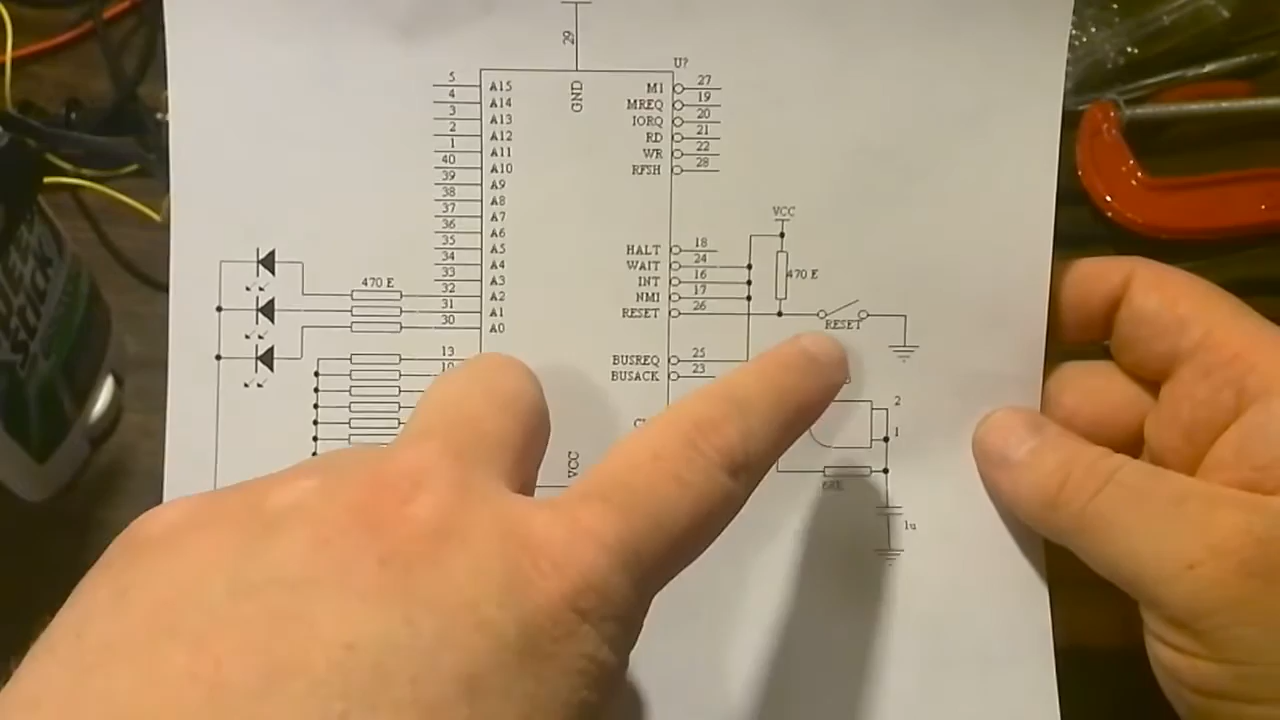 29
U?
GND
5 A15
4 A14
3 A13
2 A12
1 A11
40 A10
39 A9
38 A8
37 A7
36 A6
35 A5
34 A4
33 A3
32 A2
31 A1
30 A0
13
470 E
M1 27
MREQ 19
IORQ 20
RD 21
WR 22
RFSH 28
HALT 18
WAIT 24
INT 16
NMI 17
RESET 26
BUSREQ 25
BUSACK 23
VCC
VCC
470 E
RESET
2
1
1u